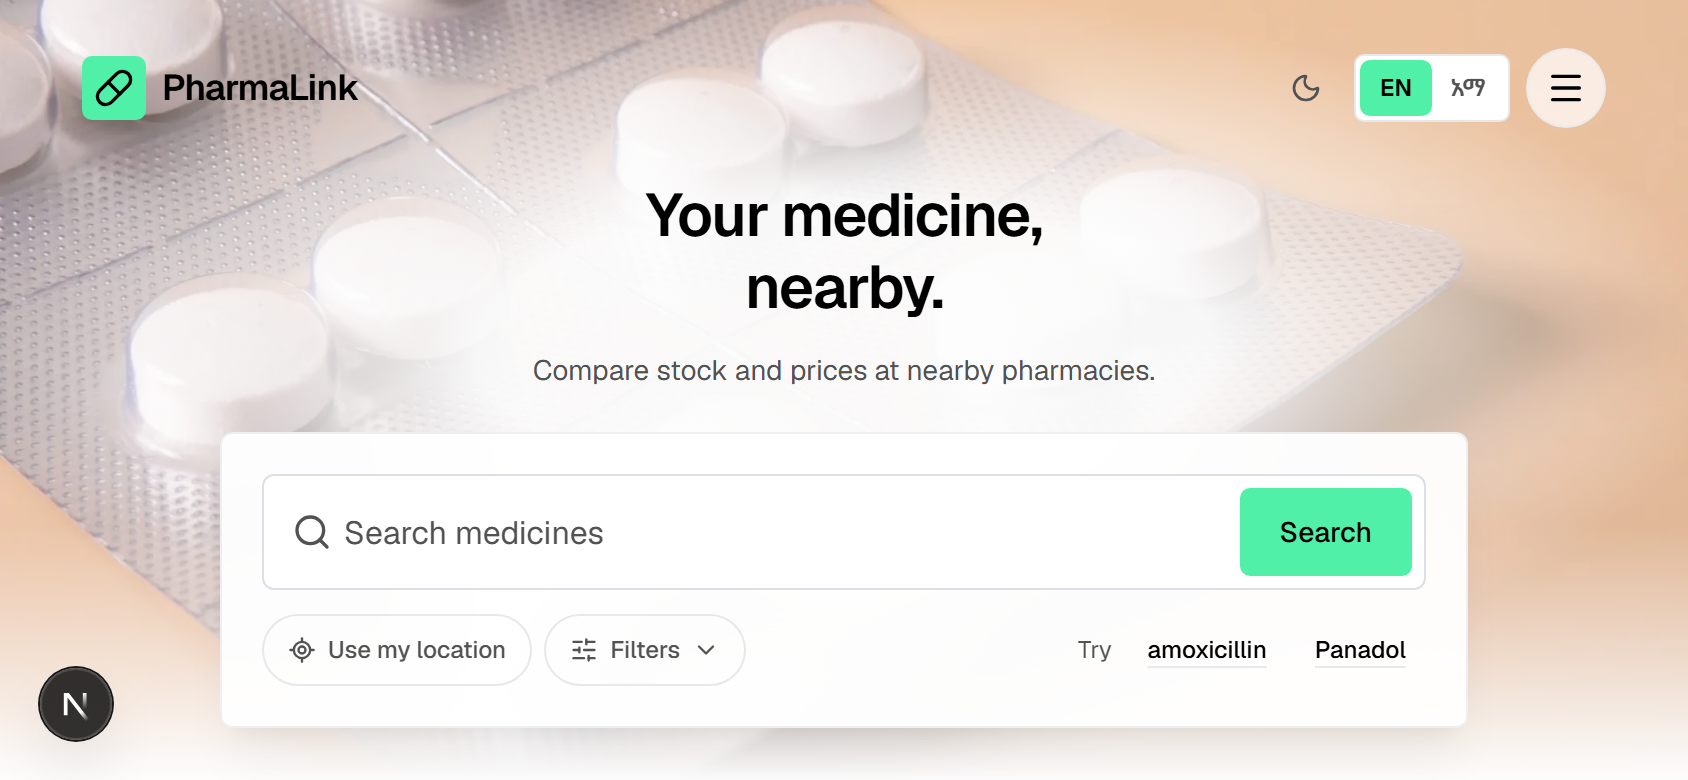 PharmaLink
EN አማ
Your medicine,
nearby.
Compare stock and prices at nearby pharmacies.
Search medicines
Search
Use my location
Filters
Try amoxicillin Panadol
N